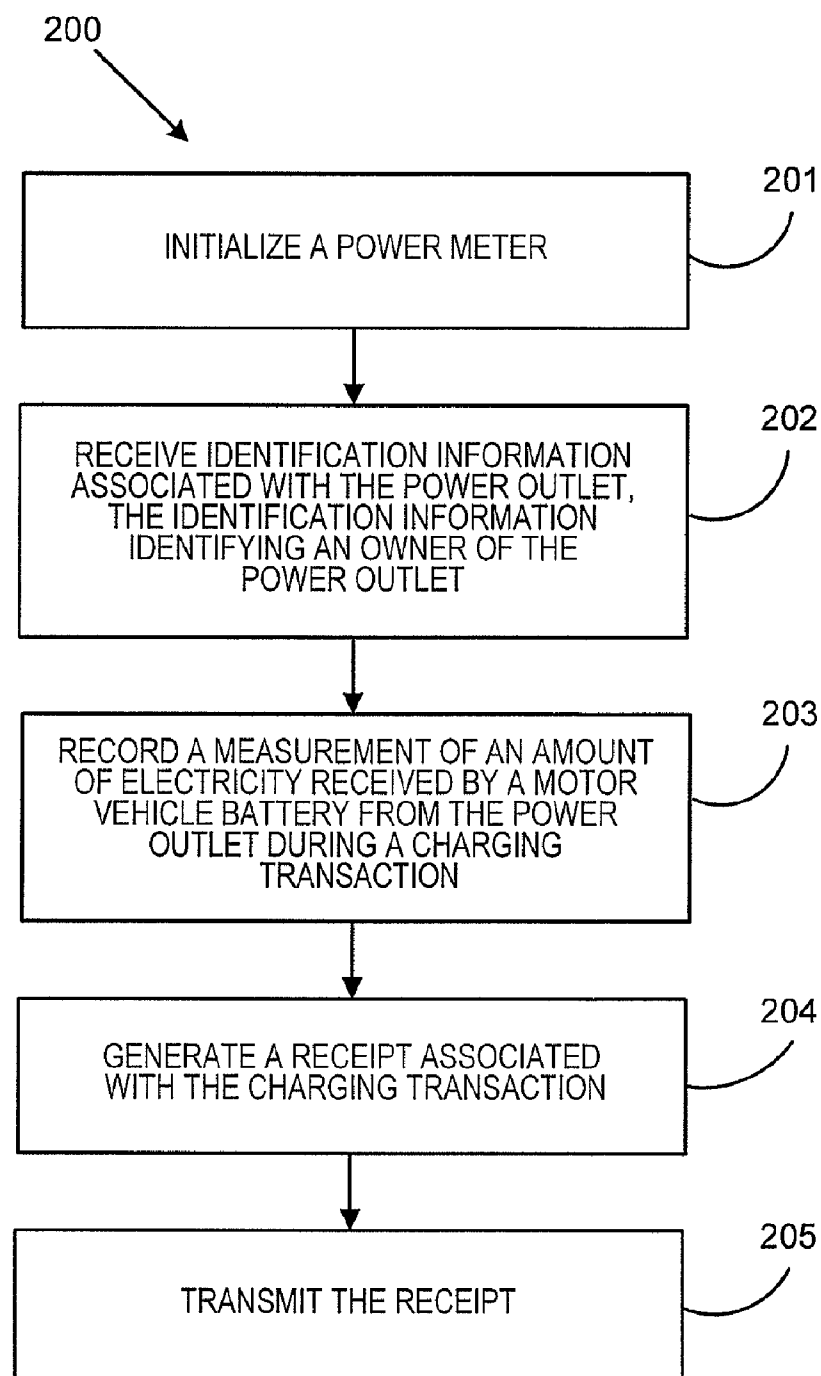 200
201
INITIALIZE A POWER METER
202
RECEIVE IDENTIFICATION INFORMATION
ASSOCIATED WITH THE POWER OUTLET,
THE IDENTIFICATION INFORMATION
IDENTIFYING AN OWNER OF THE
POWER OUTLET
203
RECORD A MEASUREMENT OF AN AMOUNT
OF ELECTRICITY RECEIVED BY A MOTOR
VEHICLE BATTERY FROM THE POWER
OUTLET DURING A CHARGING
TRANSACTION
204
GENERATE A RECEIPT ASSOCIATED
WITH THE CHARGING TRANSACTION
205
TRANSMIT THE RECEIPT